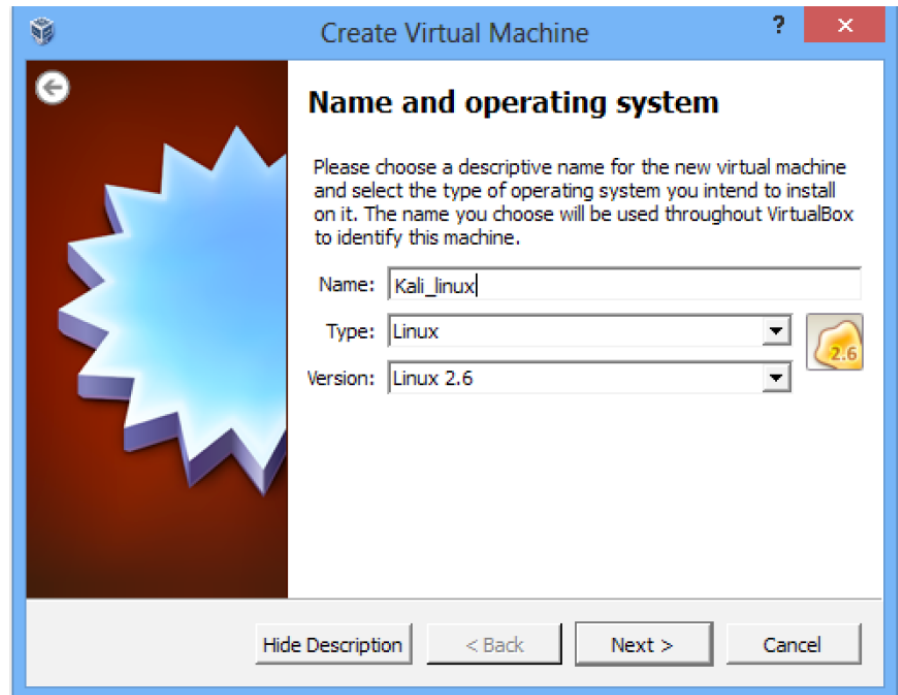 Create Virtual Machine
?
Name and operating system
Please choose a descriptive name for the new virtual machine
and select the type of operating system you intend to install
on it. The name you choose will be used throughout VirtualBox
to identify this machine.
Name: Kali_linux
Type: Linux
2.6
Version: Linux 2.6
Hide Description < Back Next > Cancel